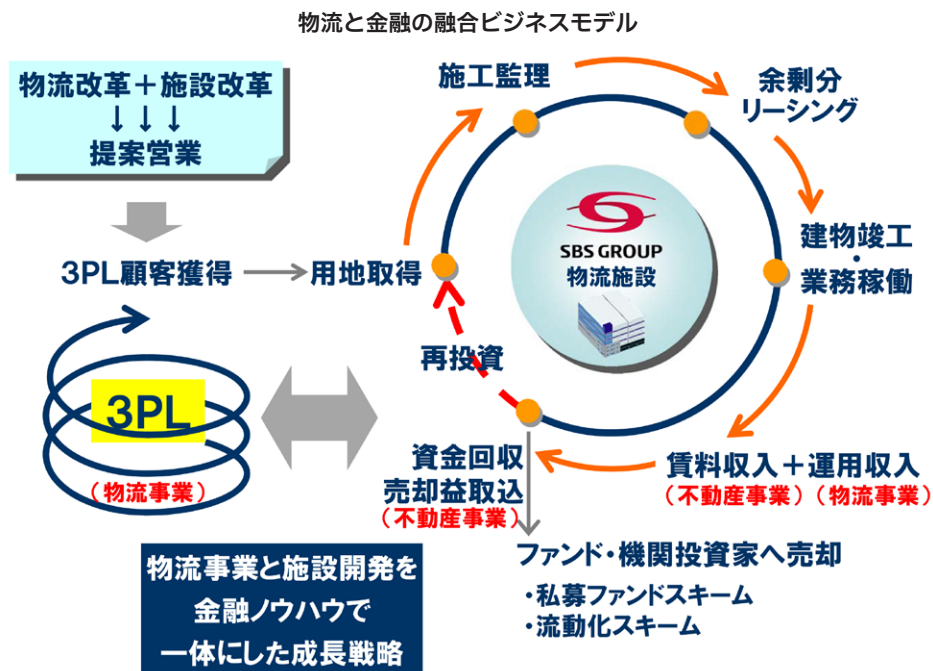 物流と金融の融合ビジネスモデル
物流改革＋施設改革
↓↓↓
提案営業
3PL顧客獲得
用地取得
施工監理
余剰分
リーシング
建物竣工
・
業務稼働
賃料収入＋運用収入
（不動産事業）（物流事業）
資金回収
売却益取込
（不動産事業）
再投資
SBS GROUP
物流施設
3PL
（物流事業）
ファンド・機関投資家へ売却
・私募ファンドスキーム
・流動化スキーム
物流事業と施設開発を
金融ノウハウで
一体にした成長戦略